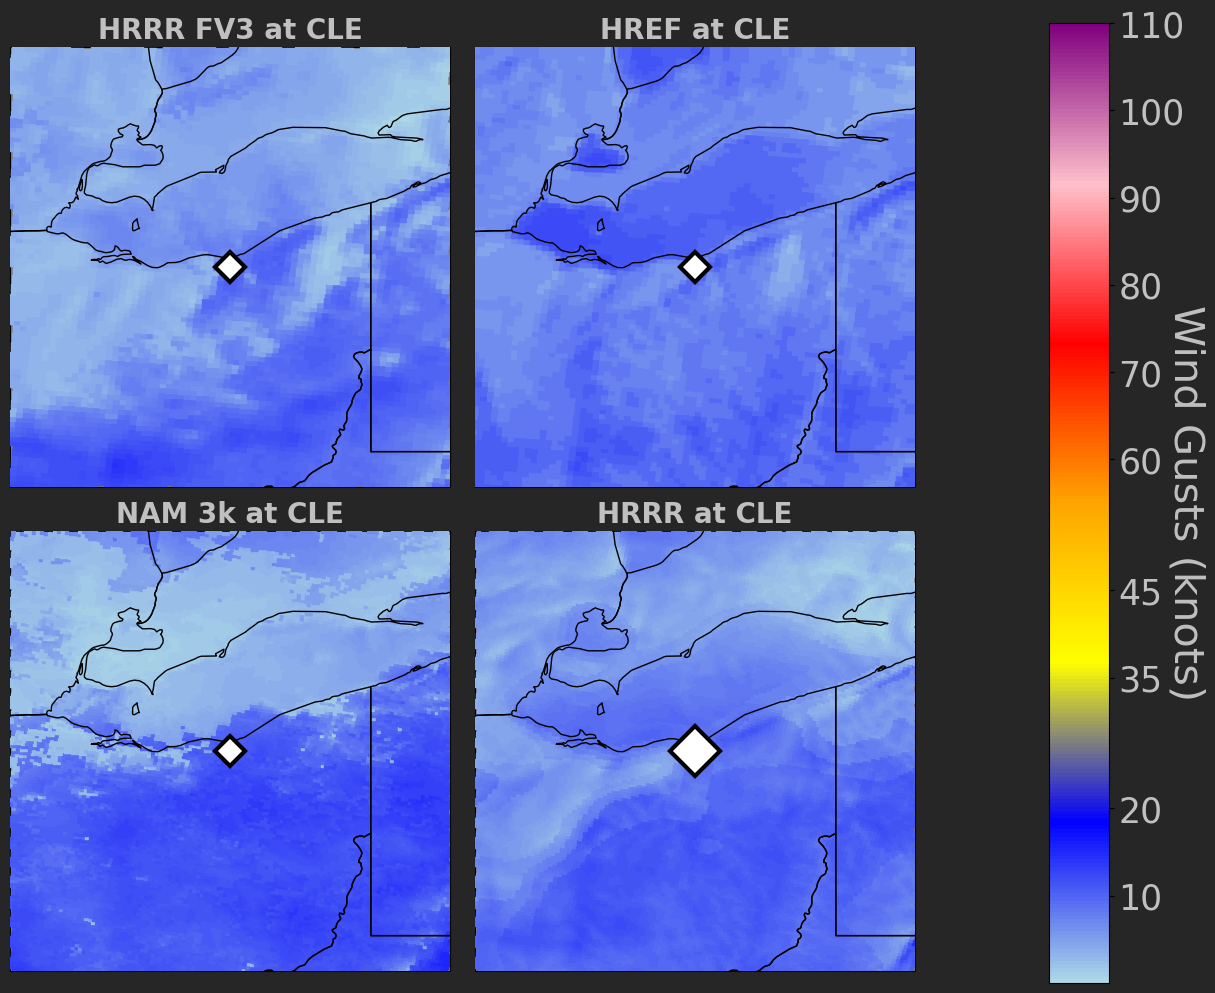 HRRR FV3 at CLE
HREF at CLE
NAM 3k at CLE
HRRR at CLE
110
100
90
80
70
60
45
35
20
10
Wind Gusts (knots)